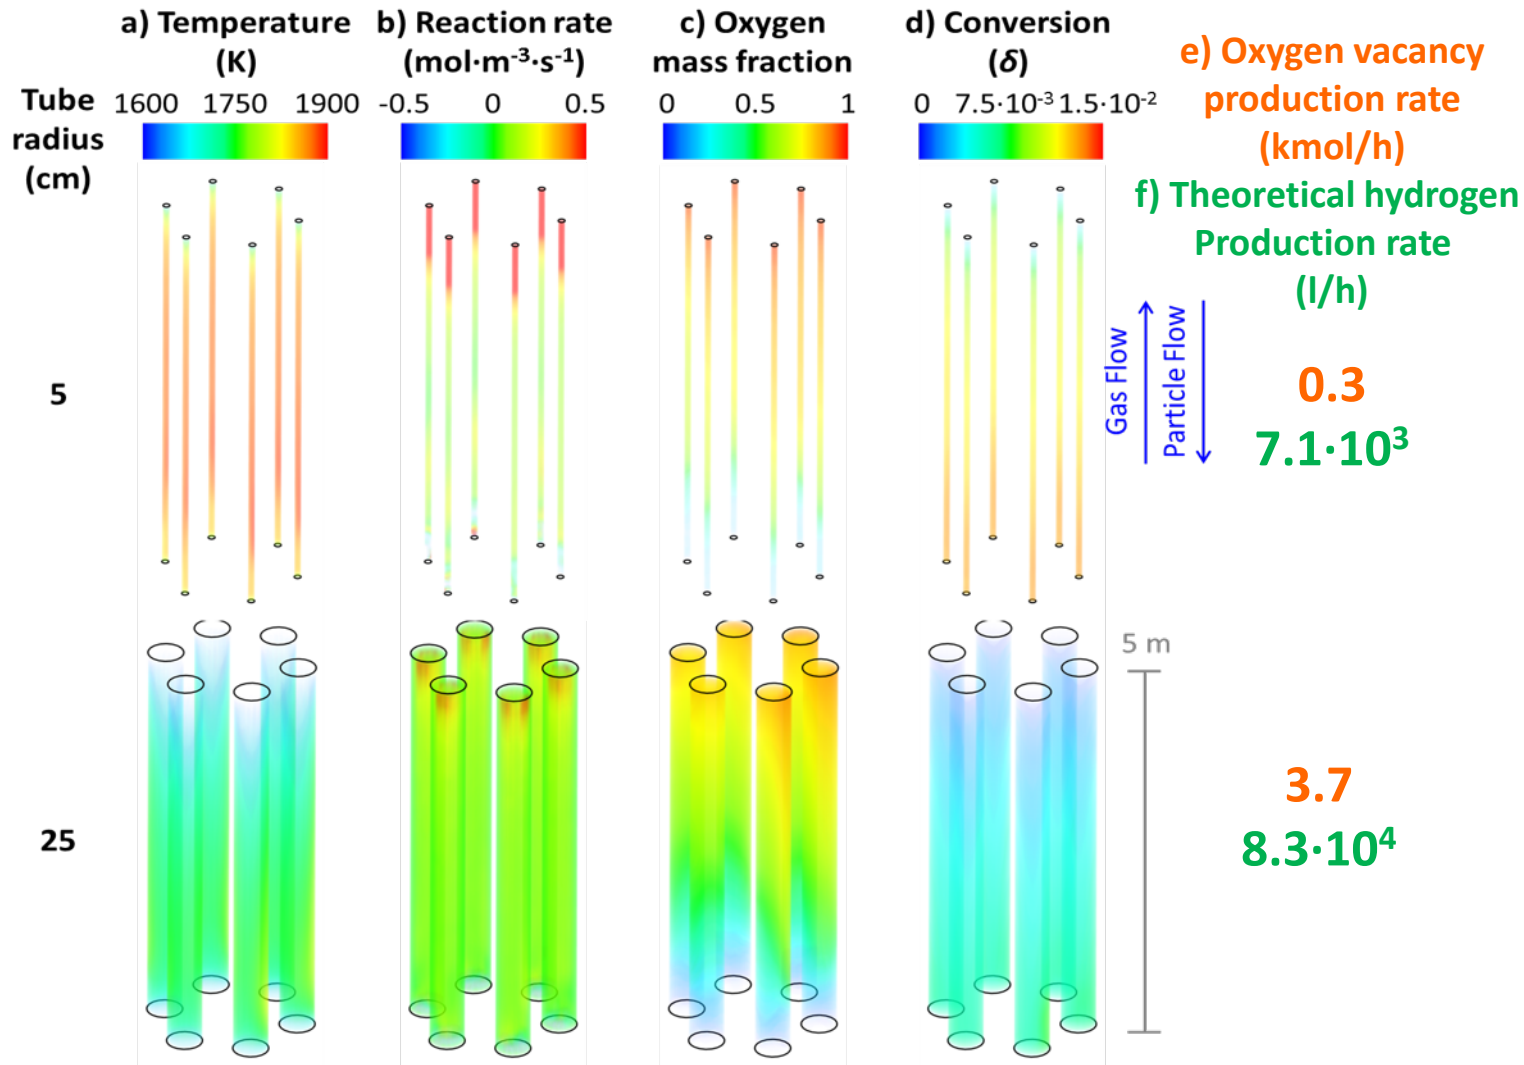 a) Temperature
(K)
b) Reaction rate
(mol·m⁻³·s⁻¹)
c) Oxygen
mass fraction
d) Conversion
(δ)
e) Oxygen vacancy
production rate
(kmol/h)
f) Theoretical hydrogen
Production rate
(l/h)
Tube
radius
(cm)
1600 1750 1900
-0.5 0 0.5
0 0.5 1
0 7.5·10⁻³ 1.5·10⁻²
5
Gas Flow
Particle Flow
0.3
7.1·10³
5 m
25
3.7
8.3·10⁴